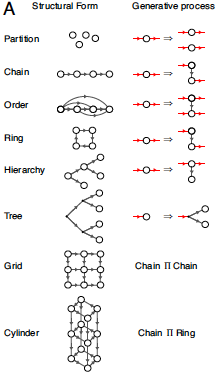 A
Structural Form Generative process
Partition
Chain
Order
Ring
Hierarchy
Tree
Grid Chain Π Chain
Cylinder Chain Π Ring